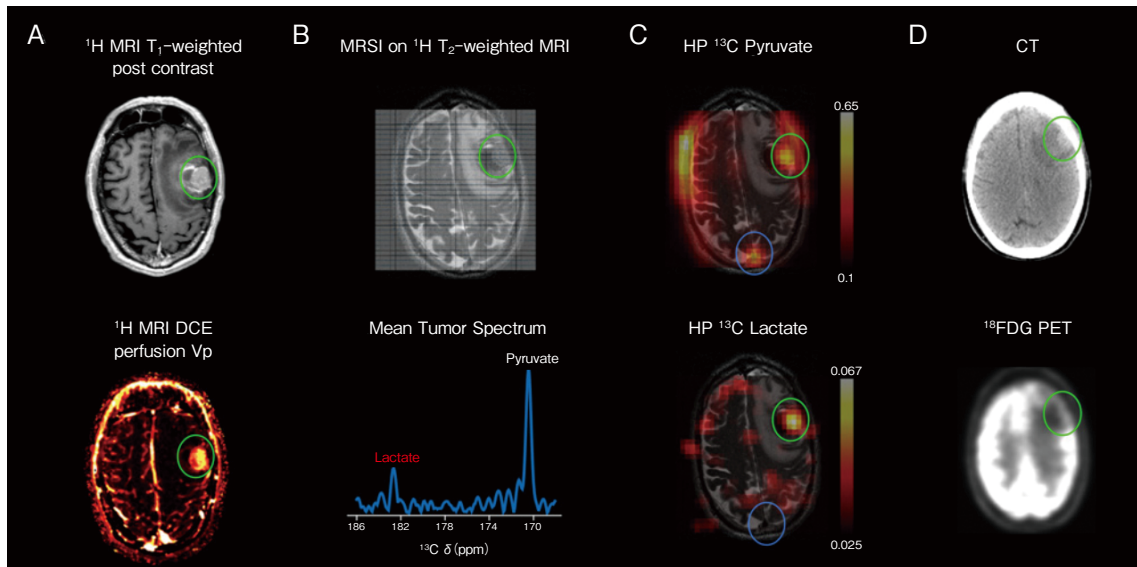 A
¹H MRI T₁-weighted
post contrast
¹H MRI DCE
perfusion Vp
B
MRSI on ¹H T₂-weighted MRI
Mean Tumor Spectrum
Pyruvate
Lactate
186 182 178 174 170
¹³C δ (ppm)
C
HP ¹³C Pyruvate
0.65
0.1
HP ¹³C Lactate
0.067
0.025
D
CT
¹⁸FDG PET